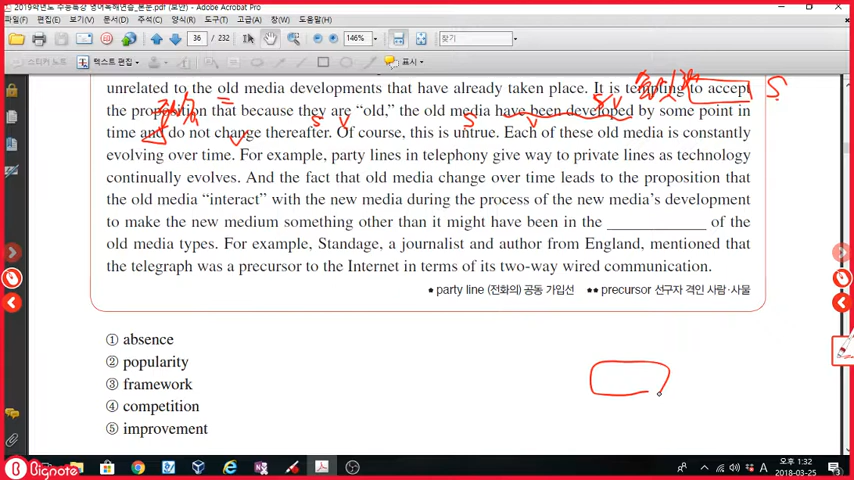 2019학년도 수능특강 영어독해연습_본문.pdf (보안) - Adobe Acrobat Pro
파일(F) 편집(E) 보기(V) 문서(D) 주석(C) 양식(R) 도구(T) 고급(A) 창(W) 도움말(H)
36 / 232 146% 찾기
스티커 노트 텍스트 편집 표시
unrelated to the old media developments that have already taken place. It is tempting to accept S
the proposition that because they are “old,” the old media have been developed by some point in
S V
S V S V
time and do not change thereafter. Of course, this is untrue. Each of these old media is constantly
evolving over time. For example, party lines in telephony give way to private lines as technology
continually evolves. And the fact that old media change over time leads to the proposition that
the old media “interact” with the new media during the process of the new media’s development
to make the new medium something other than it might have been in the ____________ of the
old media types. For example, Standage, a journalist and author from England, mentioned that
the telegraph was a precursor to the Internet in terms of its two-way wired communication.
* party line (전화의) 공동 가입선 ** precursor 선구자 격인 사람·사물
① absence
② popularity
③ framework
④ competition
⑤ improvement
Bignote
A 오후 1:32
2018-03-25